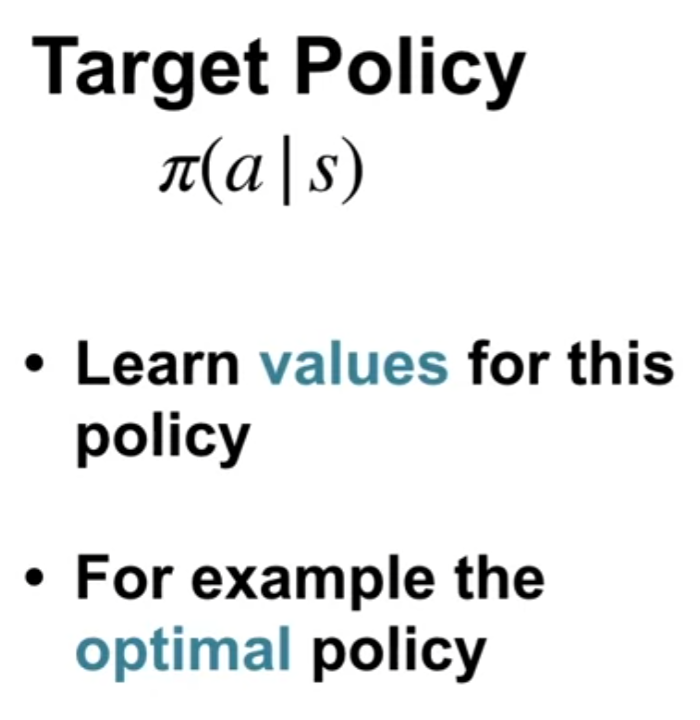 Target Policy
π(a | s)
• Learn values for this
policy
• For example the
optimal policy